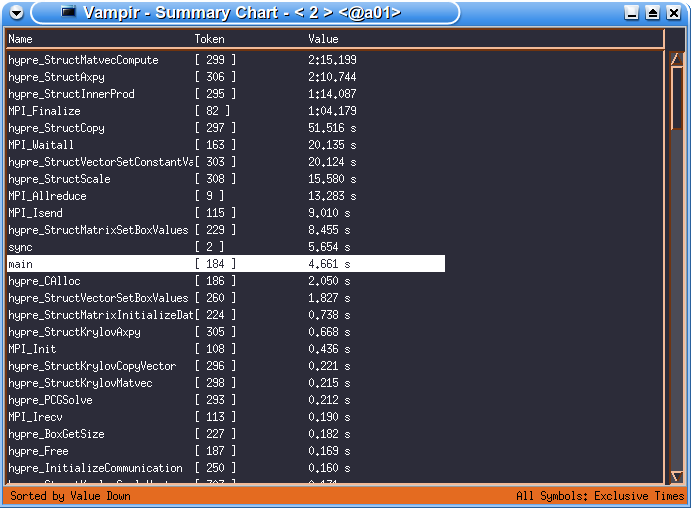 Vampir - Summary Chart - < 2 > <@a01>
Name Token Value
hypre_StructMatvecCompute [ 299 ] 2:15.199
hypre_StructAxpy [ 306 ] 2:10.744
hypre_StructInnerProd [ 295 ] 1:14.087
MPI_Finalize [ 82 ] 1:04.179
hypre_StructCopy [ 297 ] 51.516 s
MPI_Waitall [ 163 ] 20.135 s
hypre_StructVectorSetConstantVa[ 303 ] 20.124 s
hypre_StructScale [ 308 ] 15.580 s
MPI_Allreduce [ 9 ] 13.283 s
MPI_Isend [ 115 ] 9.010 s
hypre_StructMatrixSetBoxValues [ 229 ] 8.455 s
sync [ 2 ] 5.654 s
main [ 184 ] 4.661 s
hypre_CAlloc [ 186 ] 2.050 s
hypre_StructVectorSetBoxValues [ 260 ] 1.827 s
hypre_StructMatrixInitializeDat[ 224 ] 0.738 s
hypre_StructKrylovAxpy [ 305 ] 0.668 s
MPI_Init [ 108 ] 0.436 s
hypre_StructKrylovCopyVector [ 296 ] 0.221 s
hypre_StructKrylovMatvec [ 298 ] 0.215 s
hypre_PCGSolve [ 293 ] 0.212 s
MPI_Irecv [ 113 ] 0.190 s
hypre_BoxGetSize [ 227 ] 0.182 s
hypre_Free [ 187 ] 0.169 s
hypre_InitializeCommunication [ 250 ] 0.160 s
Sorted by Value Down All Symbols: Exclusive Times